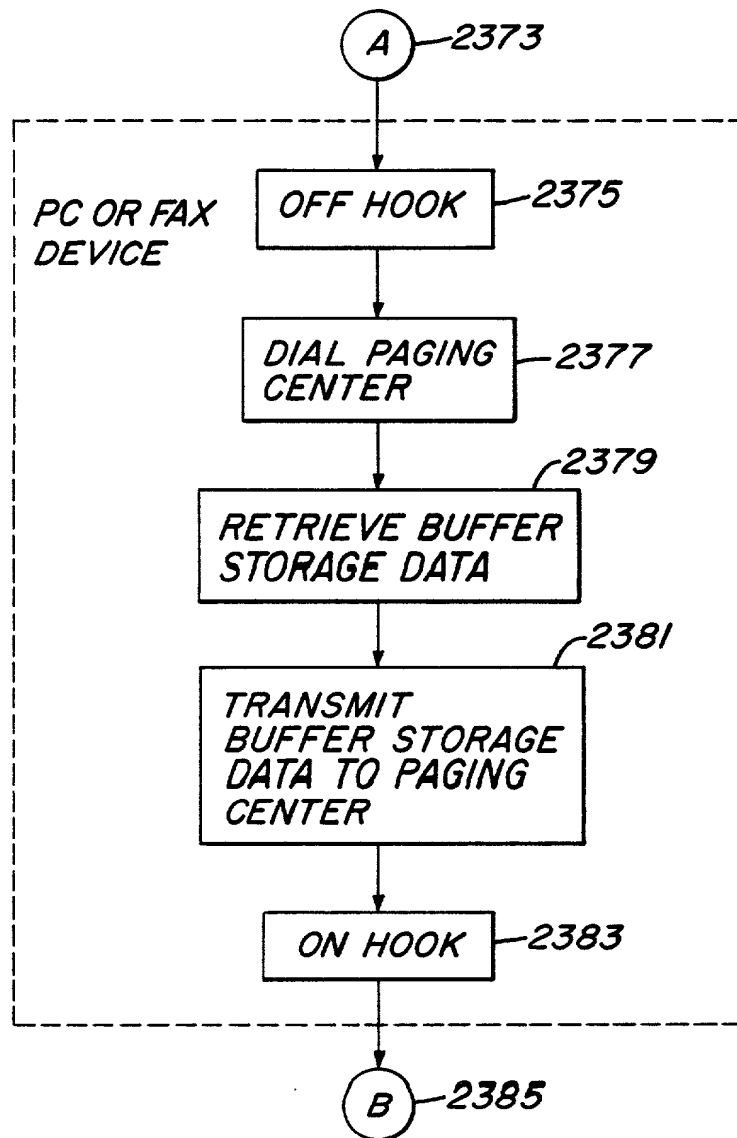 A 2373
OFF HOOK 2375
PC OR FAX
DEVICE
DIAL PAGING
CENTER
2377
2379
RETRIEVE BUFFER
STORAGE DATA
2381
TRANSMIT
BUFFER STORAGE
DATA TO PAGING
CENTER
ON HOOK 2383
B 2385